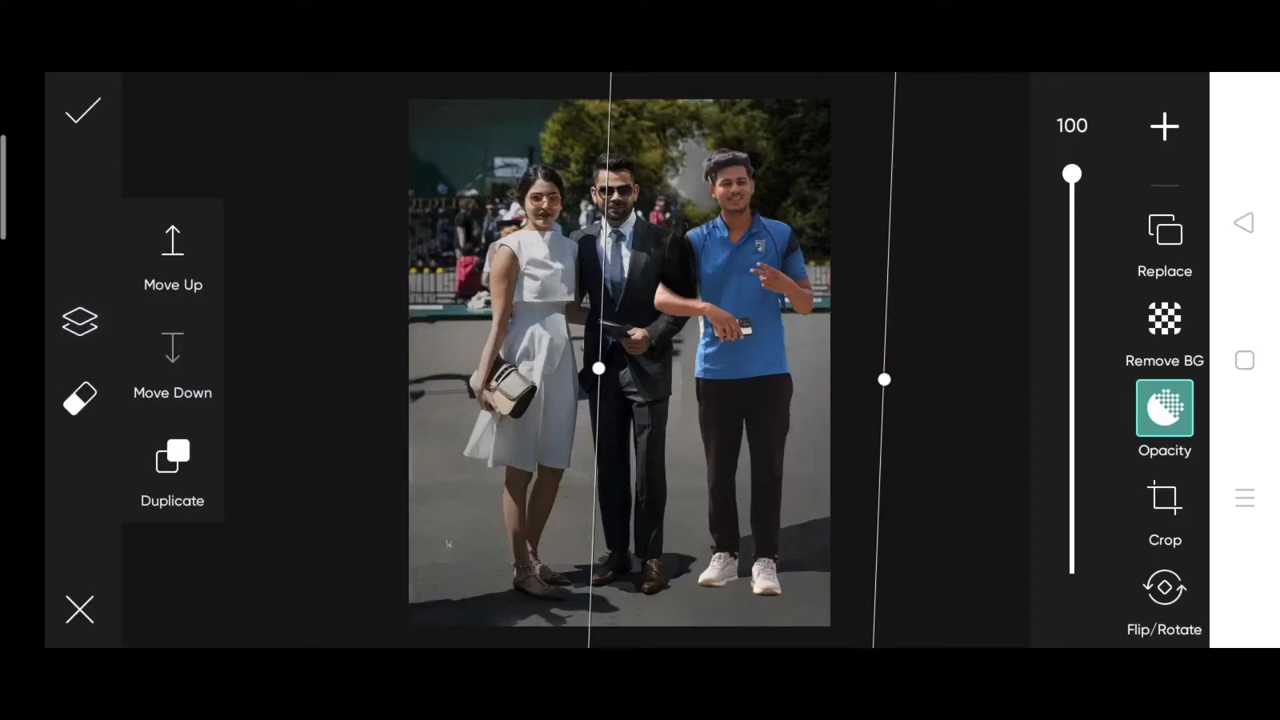 100
Move Up
Replace
Remove BG
Move Down
Opacity
Duplicate
Crop
Flip/Rotate